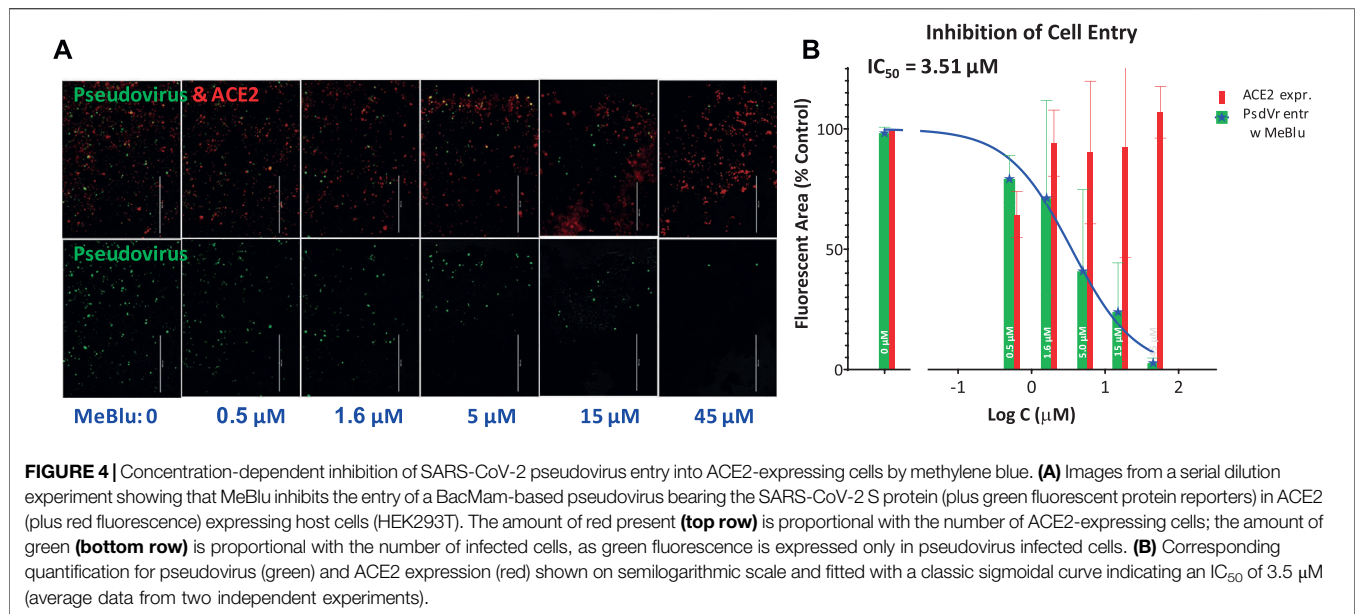 A
Pseudovirus & ACE2
Pseudovirus
MeBlu: 0 0.5 µM 1.6 µM 5 µM 15 µM 45 µM
B
Inhibition of Cell Entry
IC50 = 3.51 µM
ACE2 expr.
PsdVr entr
w MeBlu
Fluorescent Area (% Control)
100
50
0
0 µM
0.5 µM
1.6 µM
5.0 µM
15 µM
-1 0 1 2
Log C (µM)
FIGURE 4 | Concentration-dependent inhibition of SARS-CoV-2 pseudovirus entry into ACE2-expressing cells by methylene blue. (A) Images from a serial dilution
experiment showing that MeBlu inhibits the entry of a BacMam-based pseudovirus bearing the SARS-CoV-2 S protein (plus green fluorescent protein reporters) in ACE2
(plus red fluorescence) expressing host cells (HEK293T). The amount of red present (top row) is proportional with the number of ACE2-expressing cells; the amount of
green (bottom row) is proportional with the number of infected cells, as green fluorescence is expressed only in pseudovirus infected cells. (B) Corresponding
quantification for pseudovirus (green) and ACE2 expression (red) shown on semilogarithmic scale and fitted with a classic sigmoidal curve indicating an IC50 of 3.5 µM
(average data from two independent experiments).